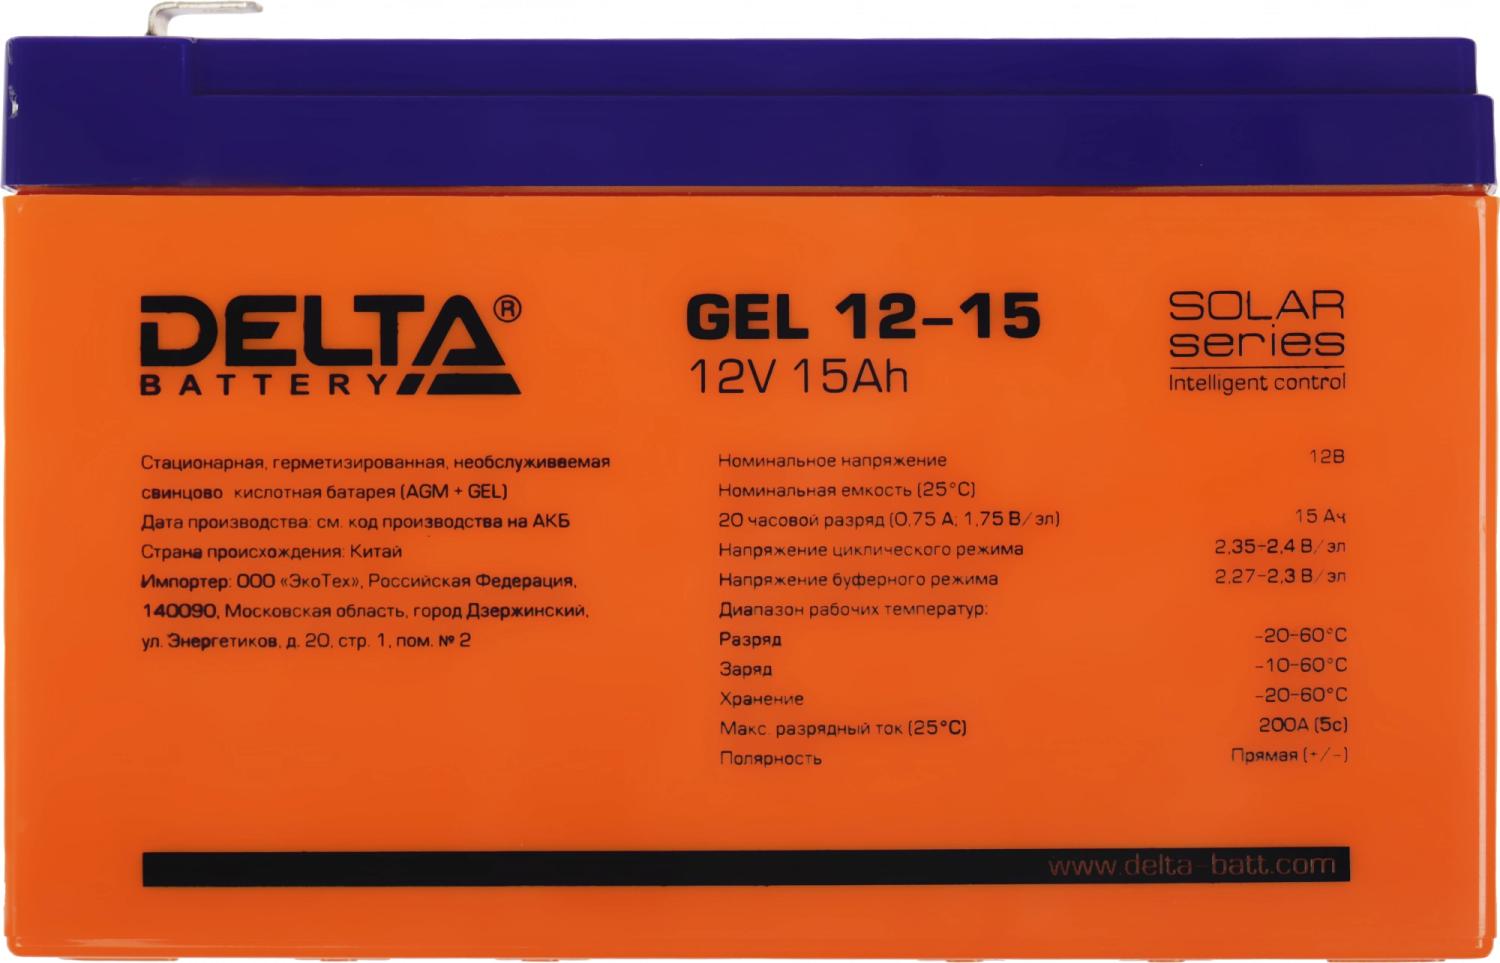 DELTA®
BATTERY
GEL 12-15
12V 15Ah
SOLAR
series
Intelligent control
Стационарная, герметизированная, необслуживаемая
свинцово кислотная батарея (AGM + GEL)
Дата производства: см. код производства на АКБ
Страна происхождения: Китай
Импортер: ООО «ЭкоТех», Российская Федерация,
140090, Московская область, город Дзержинский,
ул. Энергетиков, д. 20, стр. 1, пом. № 2
Номинальное напряжение 12В
Номинальная емкость (25°С)
20 часовой разряд (0,75 А; 1,75 В/эл) 15 Ач
Напряжение циклического режима 2,35-2,4 В/эл
Напряжение буферного режима 2,27-2,3 В/эл
Диапазон рабочих температур:
Разряд -20-60°С
Заряд -10-60°С
Хранение -20-60°С
Макс. разрядный ток (25°С) 200А (5с)
Полярность Прямая (+/-)
www.delta-batt.com